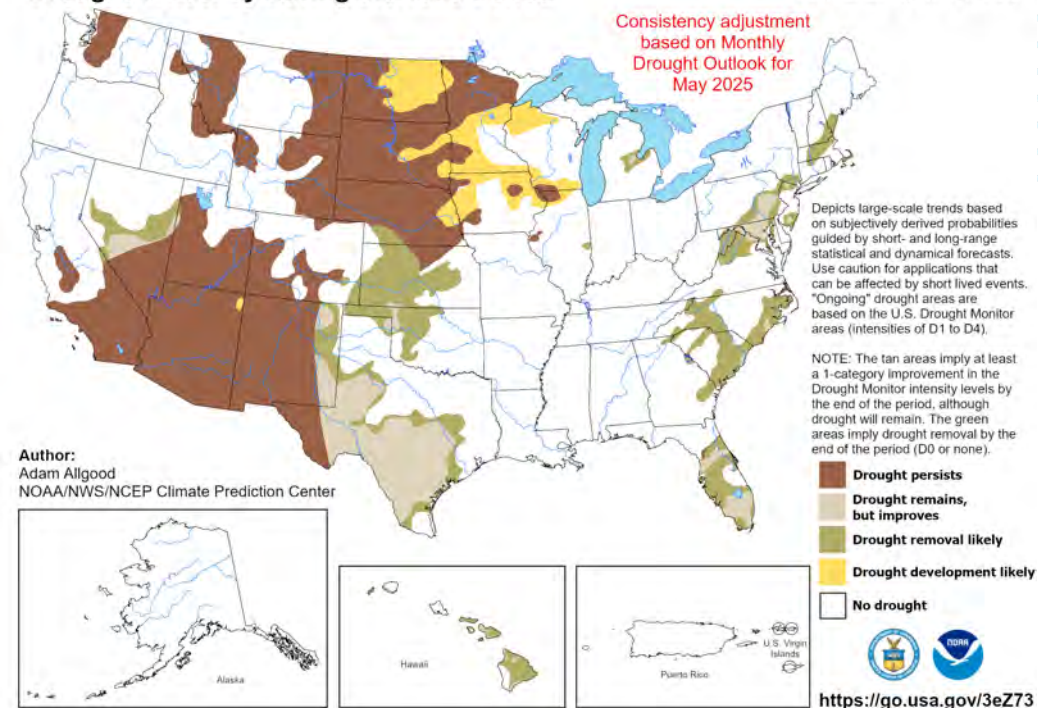 Consistency adjustment
based on Monthly
Drought Outlook for
May 2025
Depicts large-scale trends based
on subjectively derived probabilities
guided by short- and long-range
statistical and dynamical forecasts.
Use caution for applications that
can be affected by short lived events.
"Ongoing" drought areas are
based on the U.S. Drought Monitor
areas (intensities of D1 to D4).
NOTE: The tan areas imply at least
a 1-category improvement in the
Drought Monitor intensity levels by
the end of the period, although
drought will remain. The green
areas imply drought removal by the
end of the period (D0 or none).
Author:
Adam Allgood
NOAA/NWS/NCEP Climate Prediction Center
Drought persists
Drought remains,
but improves
Drought removal likely
Drought development likely
No drought
Alaska
Hawaii
Puerto Rico
U.S. Virgin
Islands
NOAA
https://go.usa.gov/3eZ73